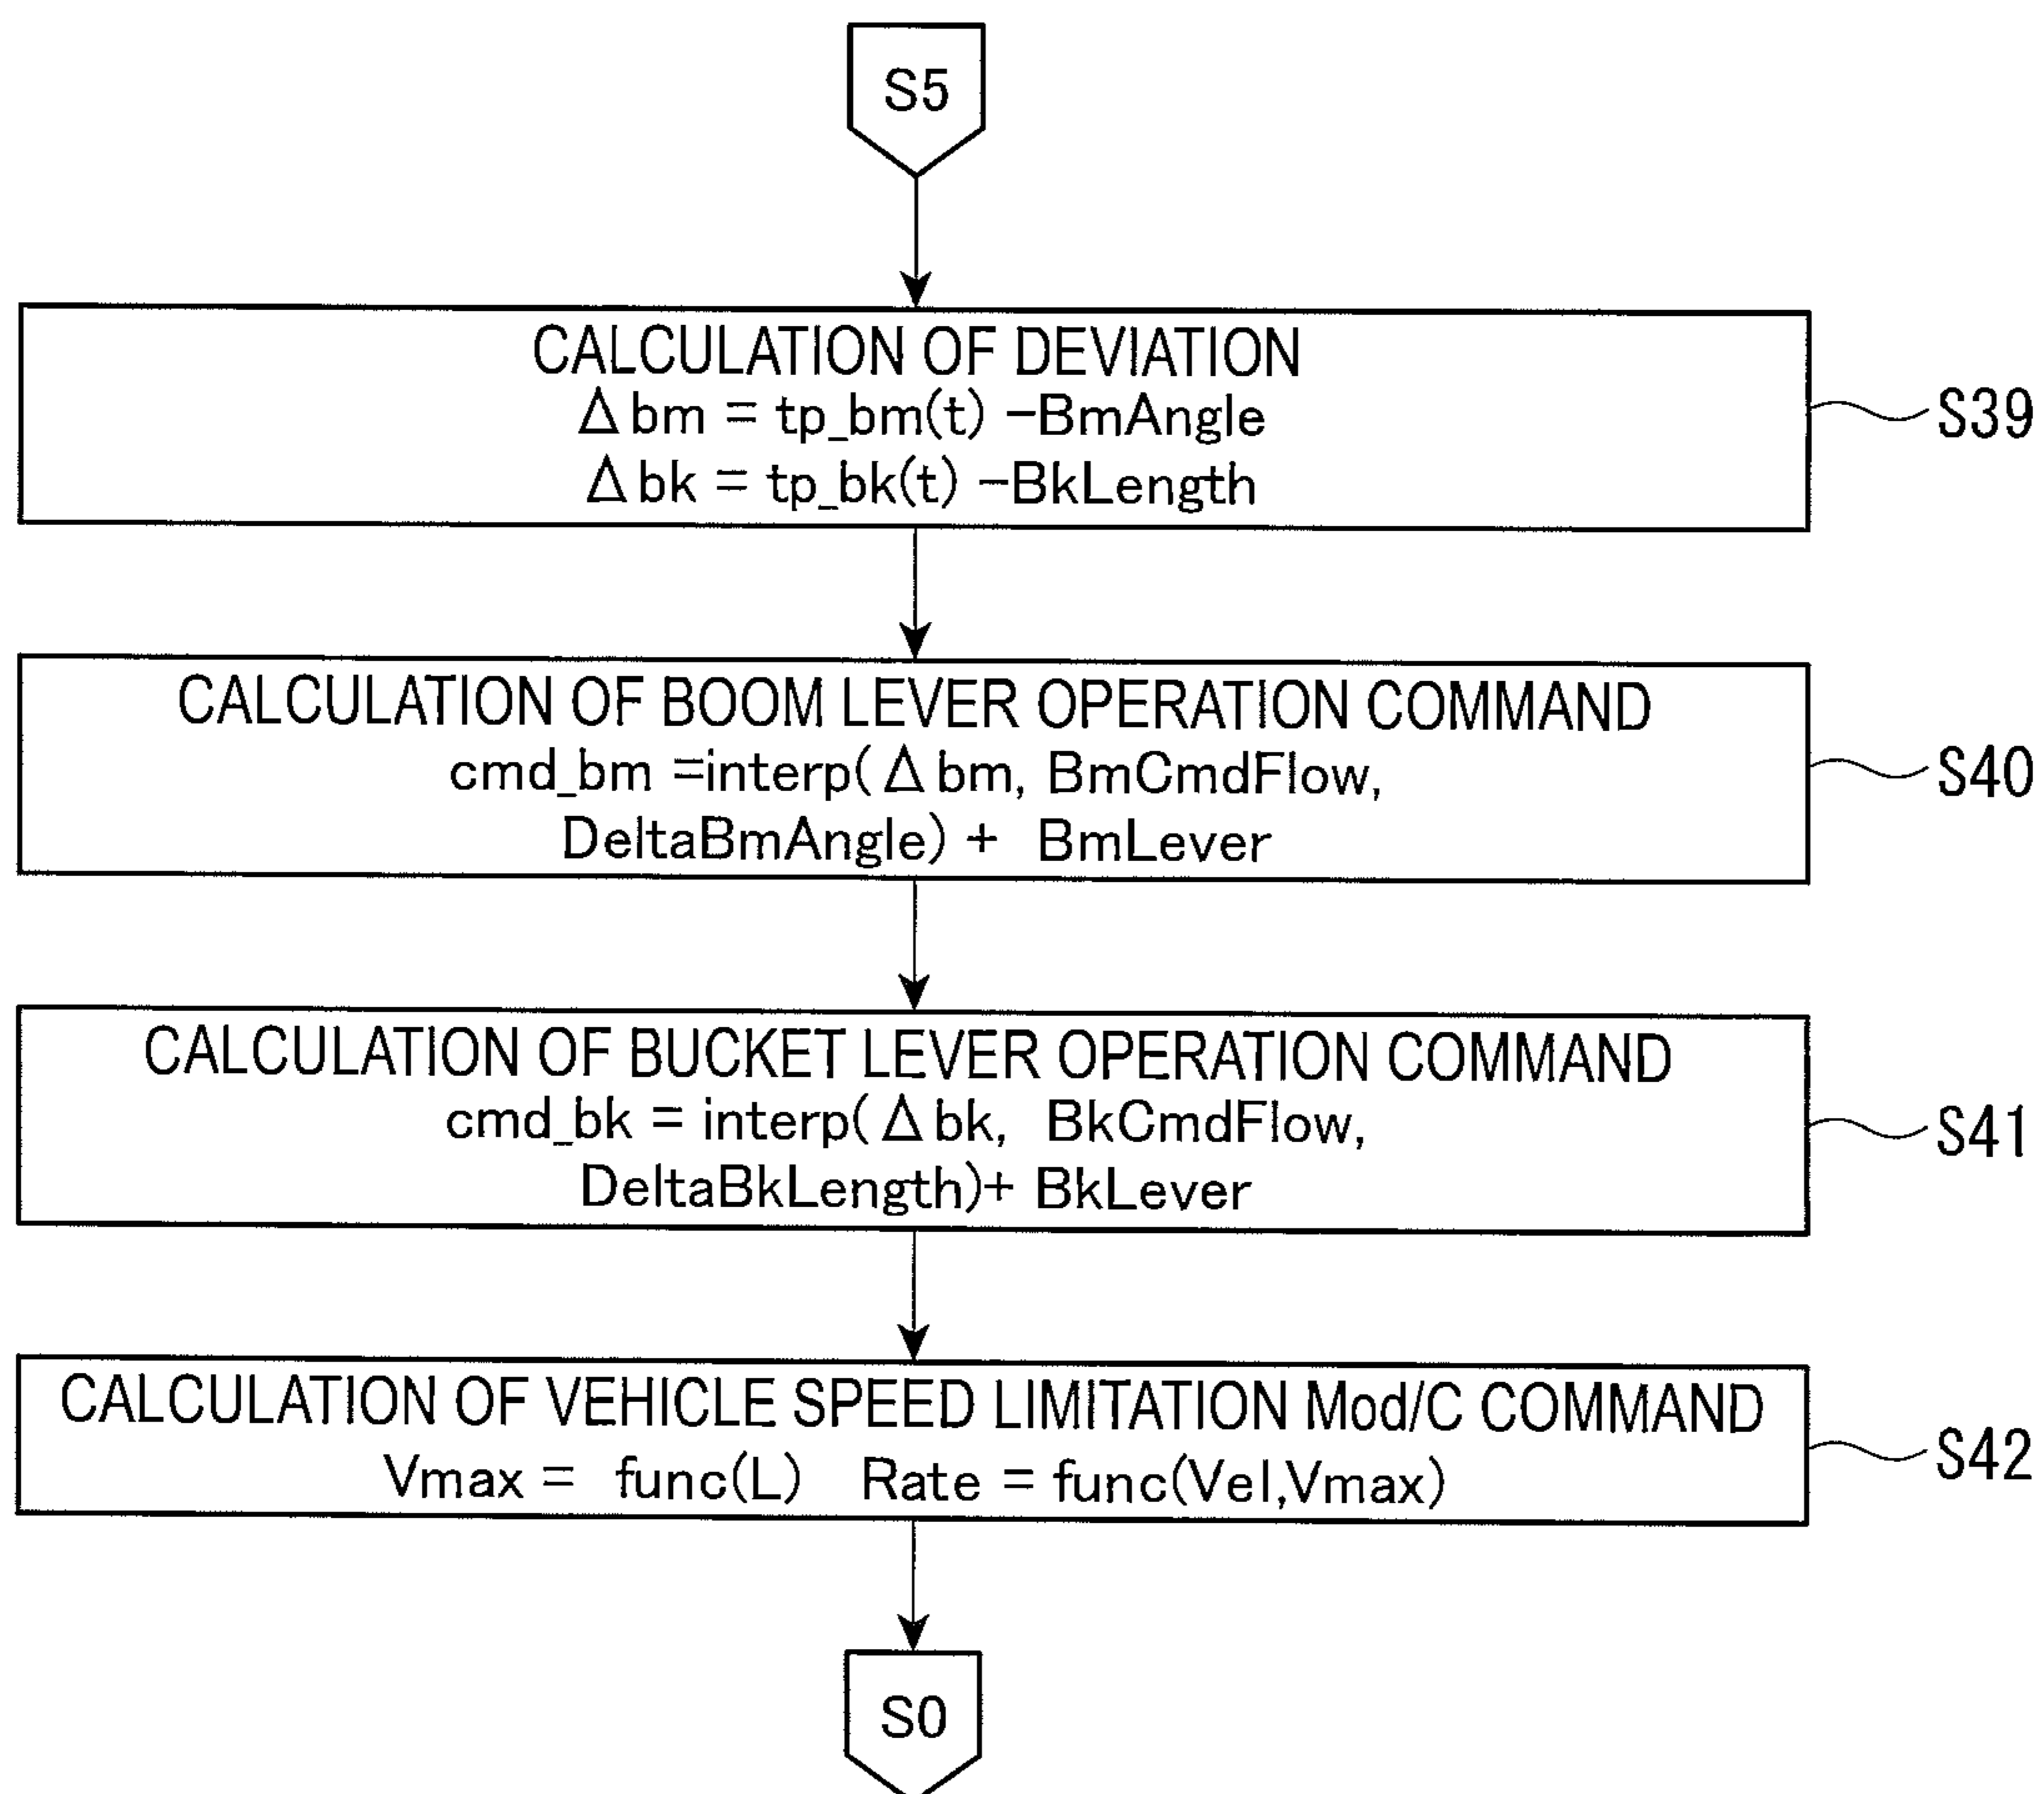 S5
CALCULATION OF DEVIATION
Δbm = tp_bm(t) -BmAngle
Δbk = tp_bk(t) -BkLength
S39
CALCULATION OF BOOM LEVER OPERATION COMMAND
cmd_bm =interp(Δbm, BmCmdFlow,
DeltaBmAngle) + BmLever
S40
CALCULATION OF BUCKET LEVER OPERATION COMMAND
cmd_bk = interp(Δbk, BkCmdFlow,
DeltaBkLength)+ BkLever
S41
CALCULATION OF VEHICLE SPEED LIMITATION Mod/C COMMAND
Vmax = func(L) Rate = func(Vel,Vmax)
S42
S0